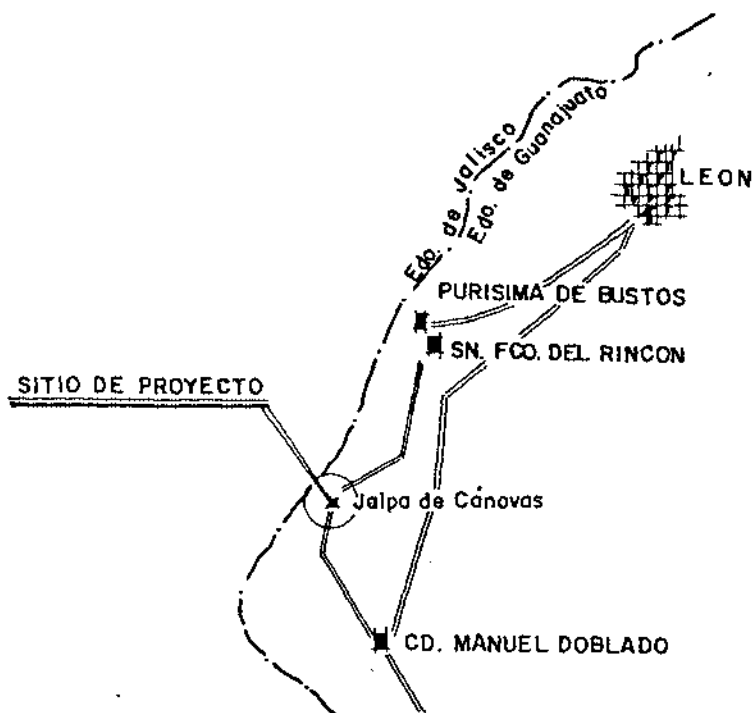 Edo. de Jalisco
Edo. de Guanajuato
LEON
PURISIMA DE BUSTOS
SN. FCO. DEL RINCON
SITIO DE PROYECTO
Jalpa de Cánovas
CD. MANUEL DOBLADO